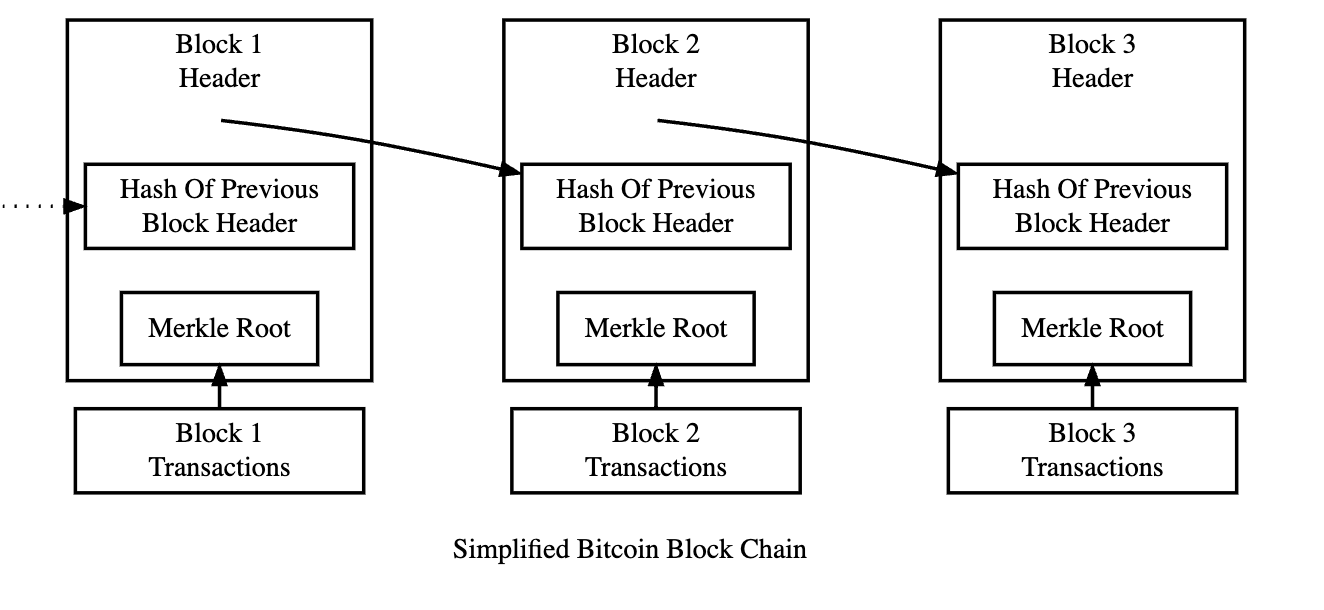 Block 1
Header
Hash Of Previous
Block Header
Merkle Root
Block 1
Transactions
Block 2
Header
Hash Of Previous
Block Header
Merkle Root
Block 2
Transactions
Block 3
Header
Hash Of Previous
Block Header
Merkle Root
Block 3
Transactions
Simplified Bitcoin Block Chain